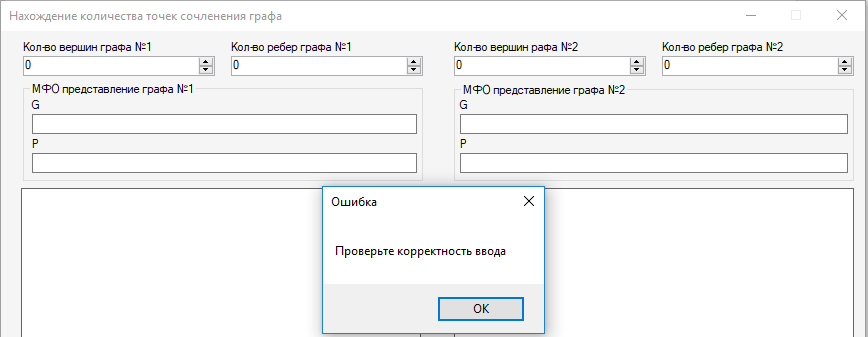 Нахождение количества точек сочленения графа
Кол-во вершин графа №1
Кол-во ребер графа №1
Кол-во вершин рафа №2
Кол-во ребер графа №2
0
0
0
0
МФО представление графа №1
МФО представление графа №2
G
G
P
P
Ошибка
Проверьте корректность ввода
OK